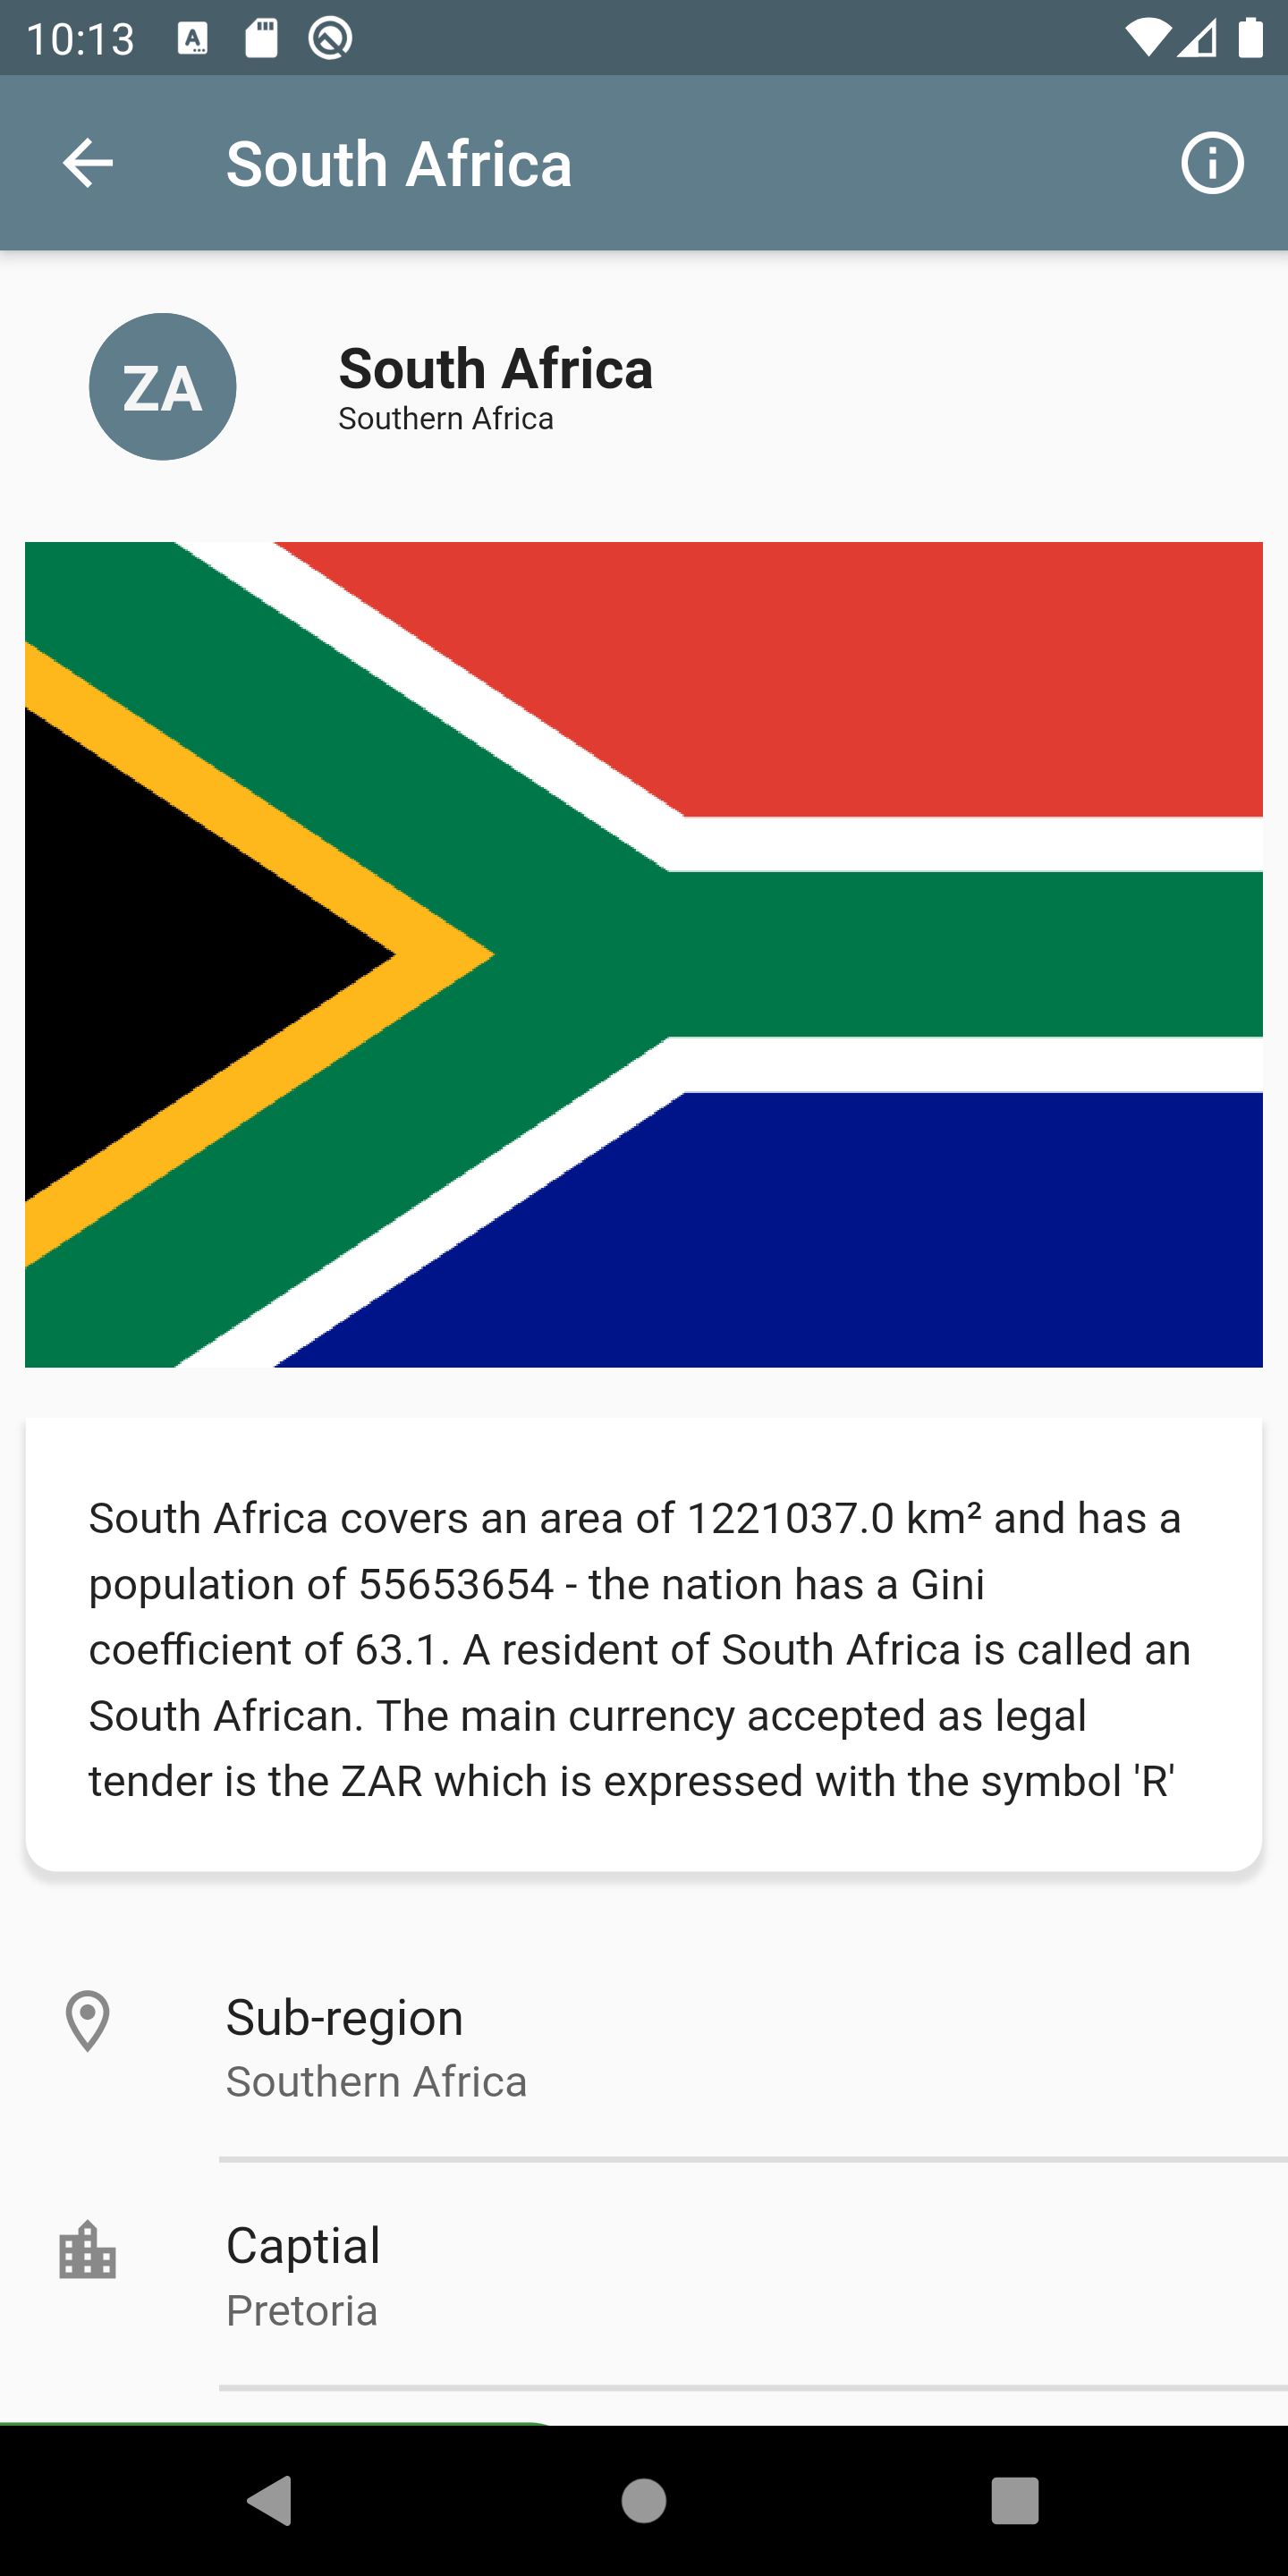 10:13
South Africa
ZA
South Africa
Southern Africa
South Africa covers an area of 1221037.0 km² and has a
population of 55653654 - the nation has a Gini
coefficient of 63.1. A resident of South Africa is called an
South African. The main currency accepted as legal
tender is the ZAR which is expressed with the symbol 'R'
Sub-region
Southern Africa
Captial
Pretoria